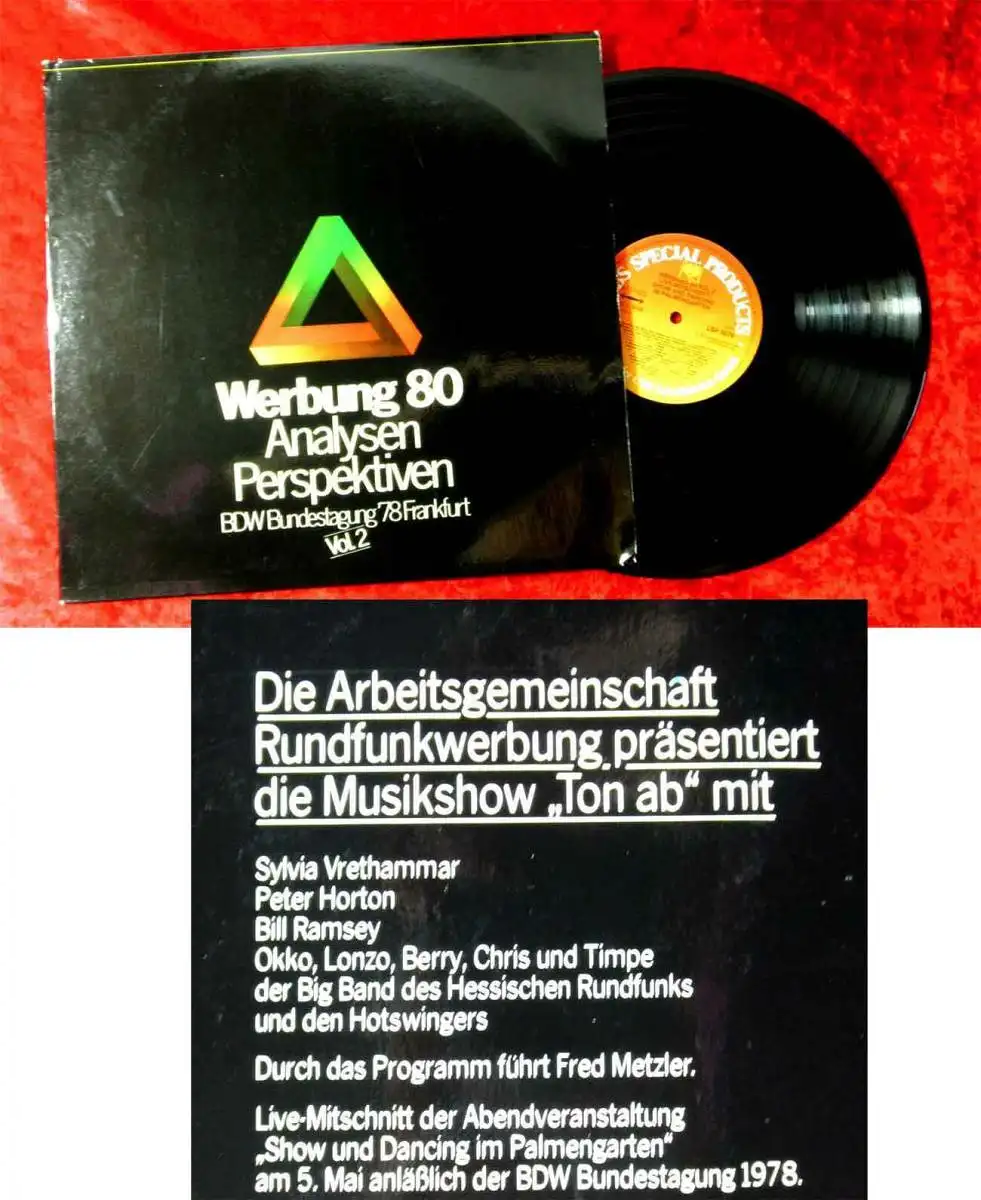 Werbung 80
Analysen
Perspektiven
BDW Bundestagung '78 Frankfurt
Vol. 2
SPECIAL PRODUCTS
Die Arbeitsgemeinschaft
Rundfunkwerbung präsentiert
die Musikshow „Ton ab“ mit
Sylvia Vrethammar
Peter Horton
Bill Ramsey
Okko, Lonzo, Berry, Chris und Timpe
der Big Band des Hessischen Rundfunks
und den Hotswingers
Durch das Programm führt Fred Metzler.
Live-Mitschnitt der Abendveranstaltung
„Show und Dancing im Palmengarten“
am 5. Mai anläßlich der BDW Bundestagung 1978.